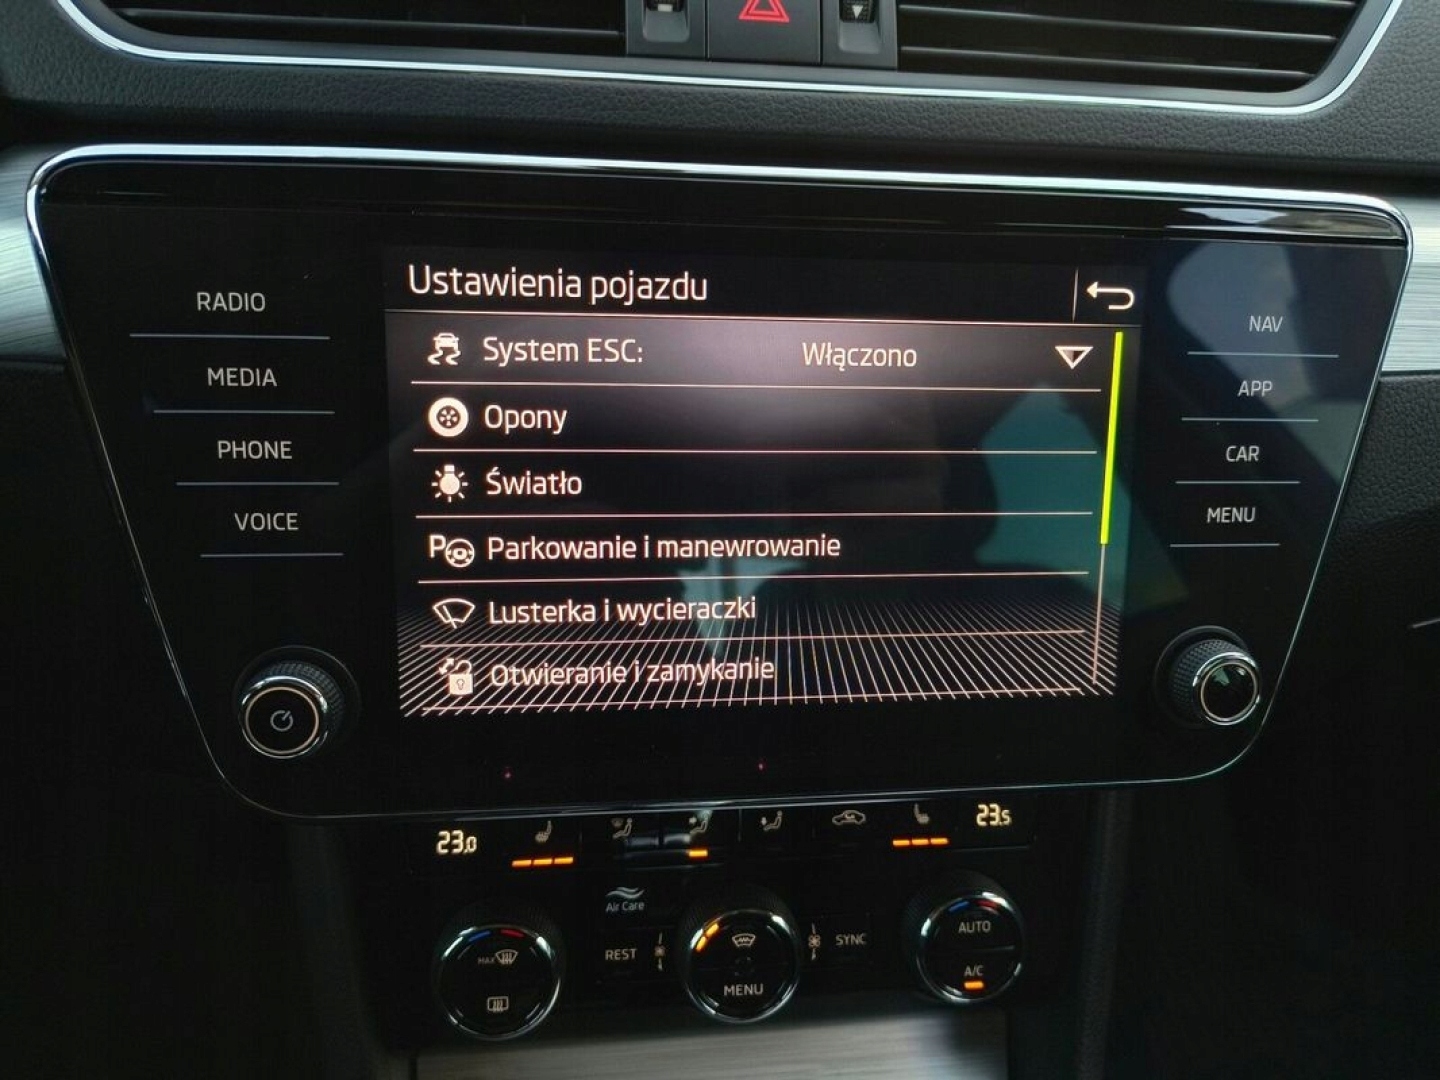 RADIO
MEDIA
PHONE
VOICE
Ustawienia pojazdu
System ESC: Włączono
Opony
Światło
P Parkowanie i manewrowanie
Lusterka i wycieraczki
Otwieranie i zamykanie
NAV
APP
CAR
MENU
23.0
23.5
Air Care
MAX
REST
MENU
SYNC
AUTO
A/C